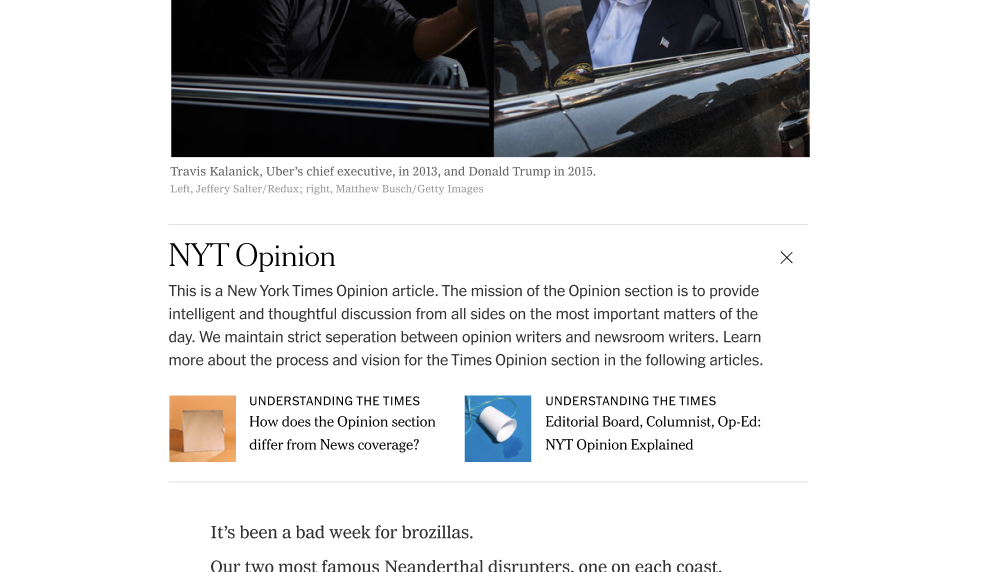 Travis Kalanick, Uber’s chief executive, in 2013, and Donald Trump in 2015.
Left, Jeffery Salter/Redux; right, Matthew Busch/Getty Images
NYT Opinion
This is a New York Times Opinion article. The mission of the Opinion section is to provide
intelligent and thoughtful discussion from all sides on the most important matters of the
day. We maintain strict seperation between opinion writers and newsroom writers. Learn
more about the process and vision for the Times Opinion section in the following articles.
UNDERSTANDING THE TIMES
How does the Opinion section
differ from News coverage?
UNDERSTANDING THE TIMES
Editorial Board, Columnist, Op-Ed:
NYT Opinion Explained
It’s been a bad week for brozillas.
Our two most famous Neanderthal disrupters, one on each coast,